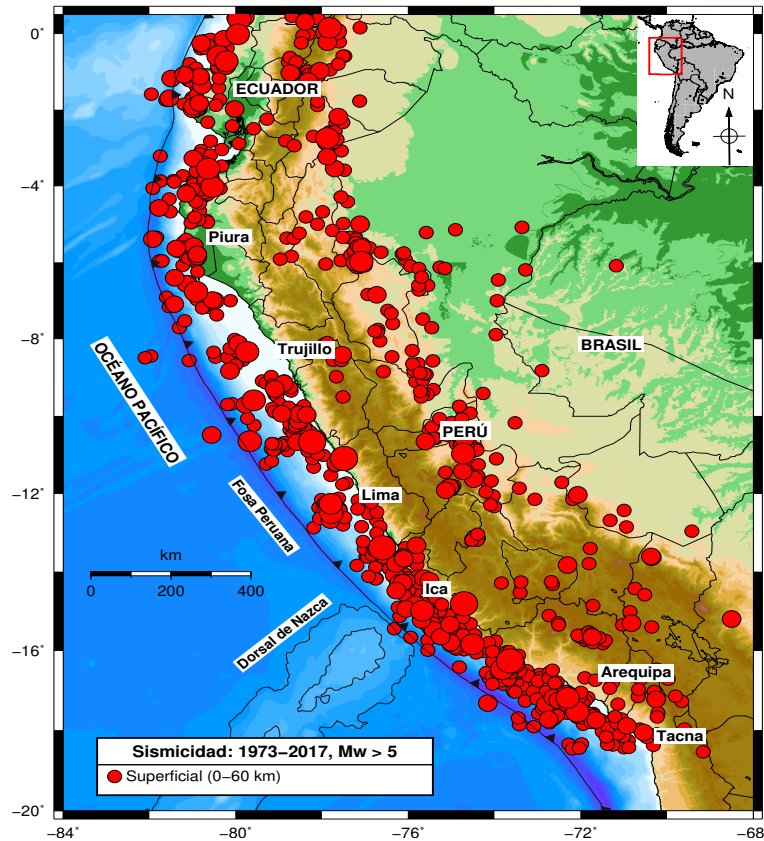 0°
N
ECUADOR
−4°
Piura
−8°
Trujillo
BRASIL
OCÉANO PACÍFICO
PERÚ
−12°
Lima
Fosa Peruana
km
0 200 400
Ica
Dorsal de Nazca
−16°
Arequipa
Tacna
Sismicidad: 1973−2017, Mw > 5
Superficial (0−60 km)
−20°
−84° −80° −76° −72° −68°